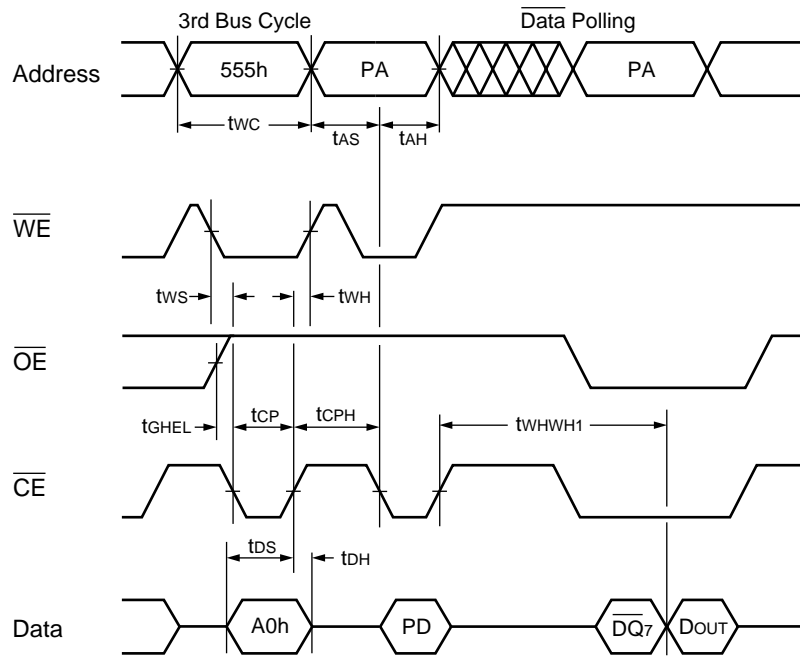 3rd Bus Cycle Data Polling
Address 555h PA PA
tWC tAS tAH
WE
tWS tWH
OE
tGHEL tCP tCPH tWHWH1
CE
tDS tDH
Data A0h PD DQ7 DOUT